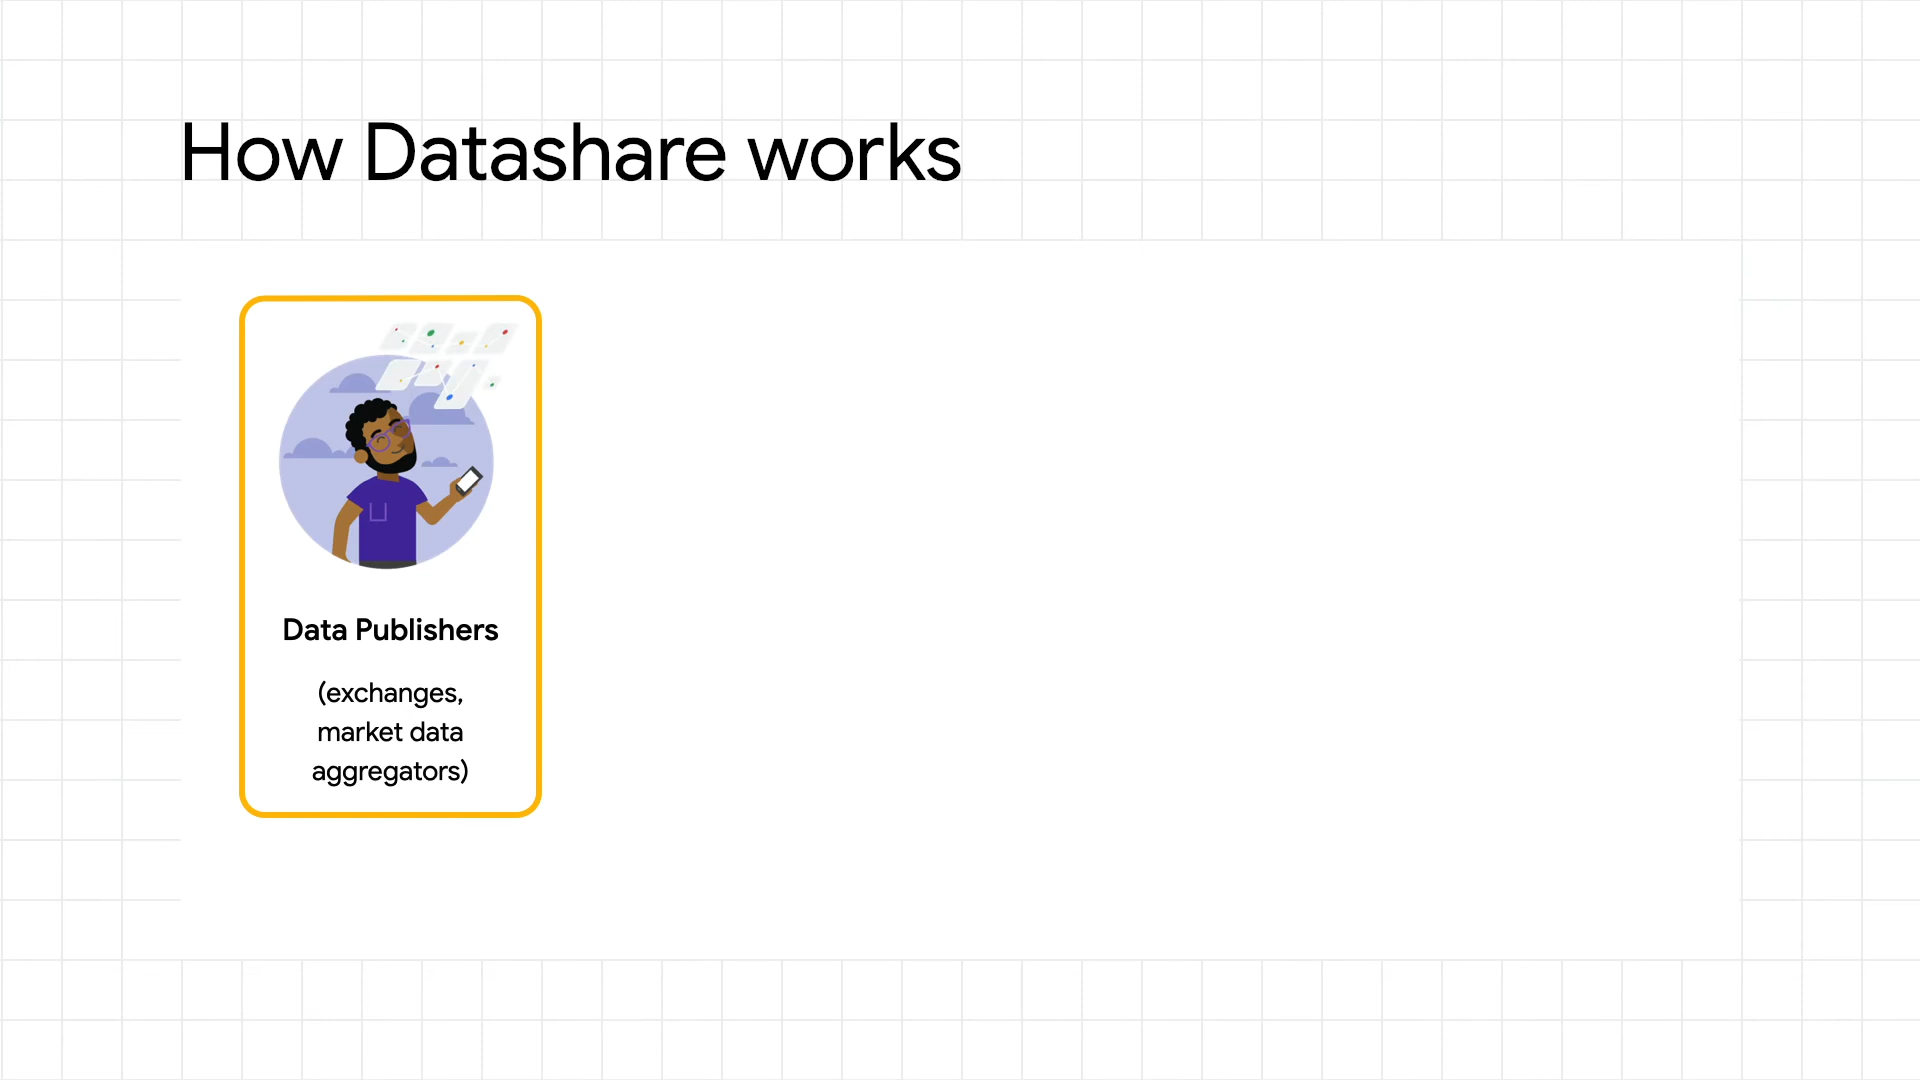 How Datashare works
Data Publishers
(exchanges,
market data
aggregators)